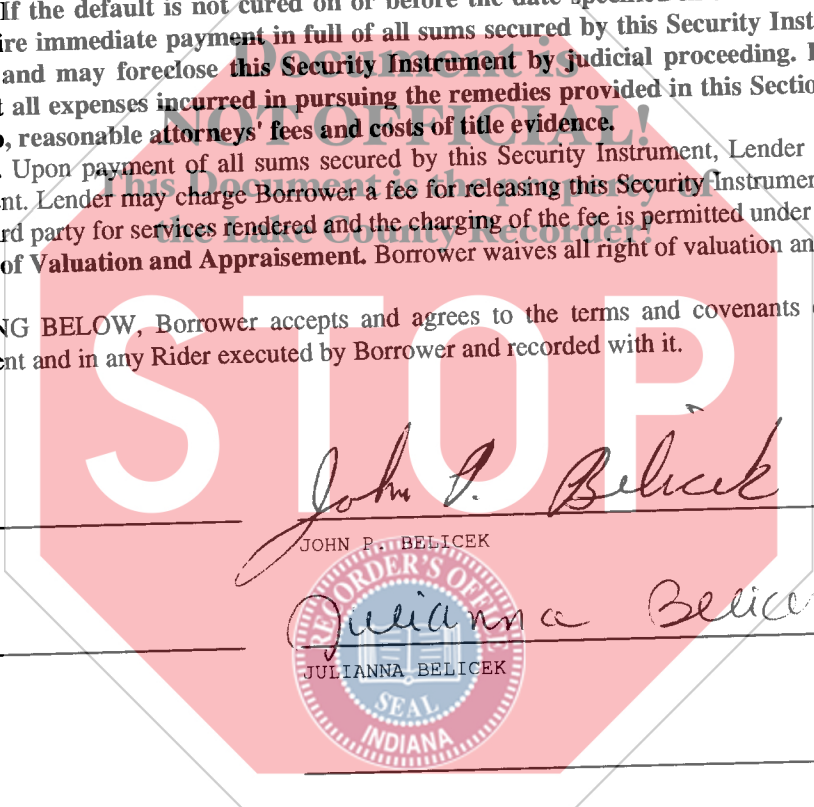 If the default is not cured on or before the date specified in
ire immediate payment in full of all sums secured by this Security Inst
and may foreclose this Security Instrument by judicial proceeding.
t all expenses incurred in pursuing the remedies provided in this Sectio
o, reasonable attorneys' fees and costs of title evidence.
. Upon payment of all sums secured by this Security Instrument, Lender
ent. Lender may charge Borrower a fee for releasing this Security Instrumen
rd party for services rendered and the charging of the fee is permitted under
of Valuation and Appraisement. Borrower waives all right of valuation an
Document is
NOT OFFICIAL!
This Document is the property of
the Lake County Recorder!
NG BELOW, Borrower accepts and agrees to the terms and covenants
ent and in any Rider executed by Borrower and recorded with it.
STOP
John P. Belicek
JOHN P. BELICEK
Julianna Belice
JULIANNA BELICEK
RECORDER'S OFFICE
SEAL
INDIANA